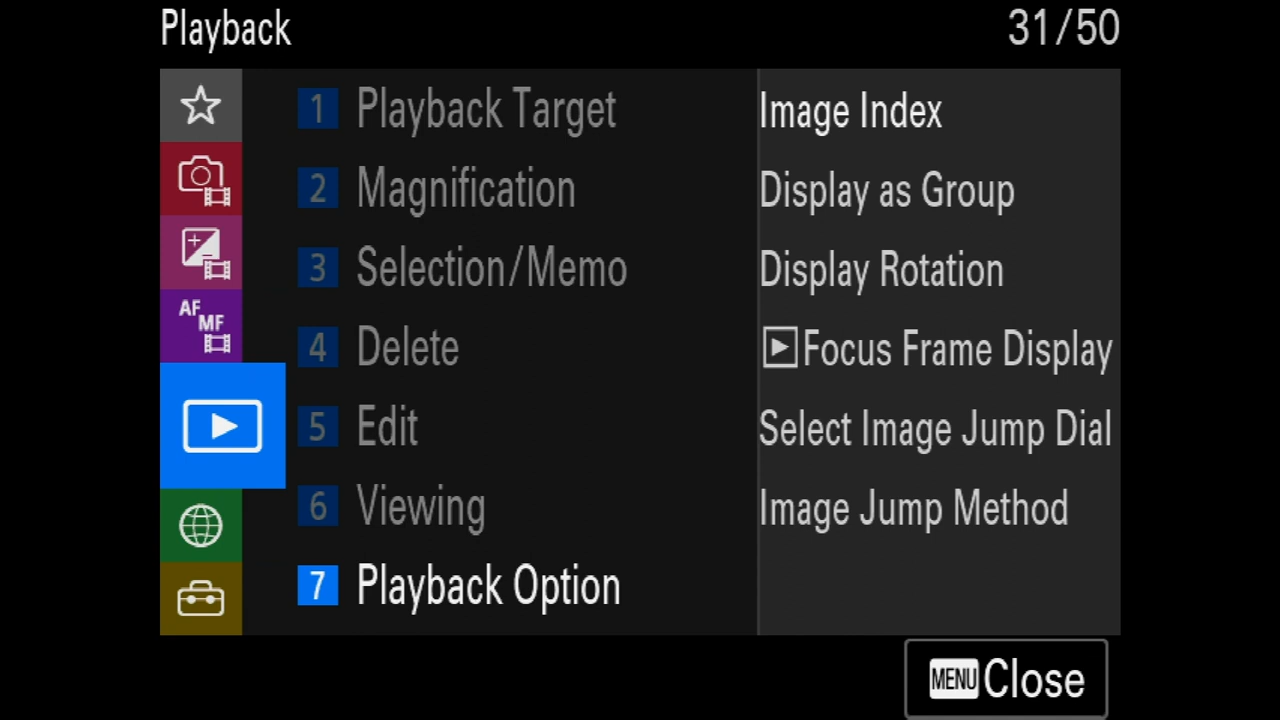 Playback
31/50
1 Playback Target
2 Magnification
3 Selection/Memo
4 Delete
5 Edit
6 Viewing
7 Playback Option
AF
MF
Image Index
Display as Group
Display Rotation
Focus Frame Display
Select Image Jump Dial
Image Jump Method
MENU Close